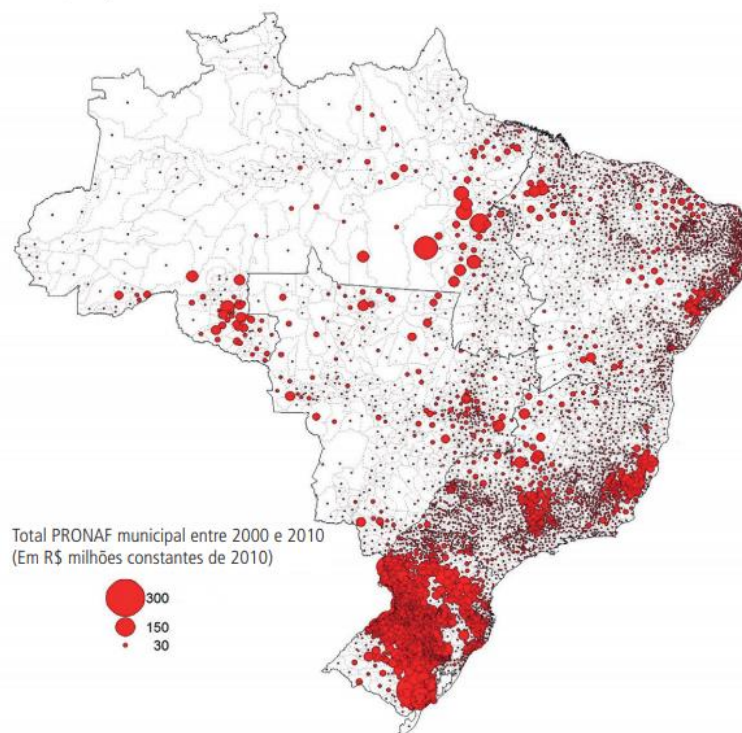 Total PRONAF municipal entre 2000 e 2010
(Em R$ milhões constantes de 2010)
300
150
30